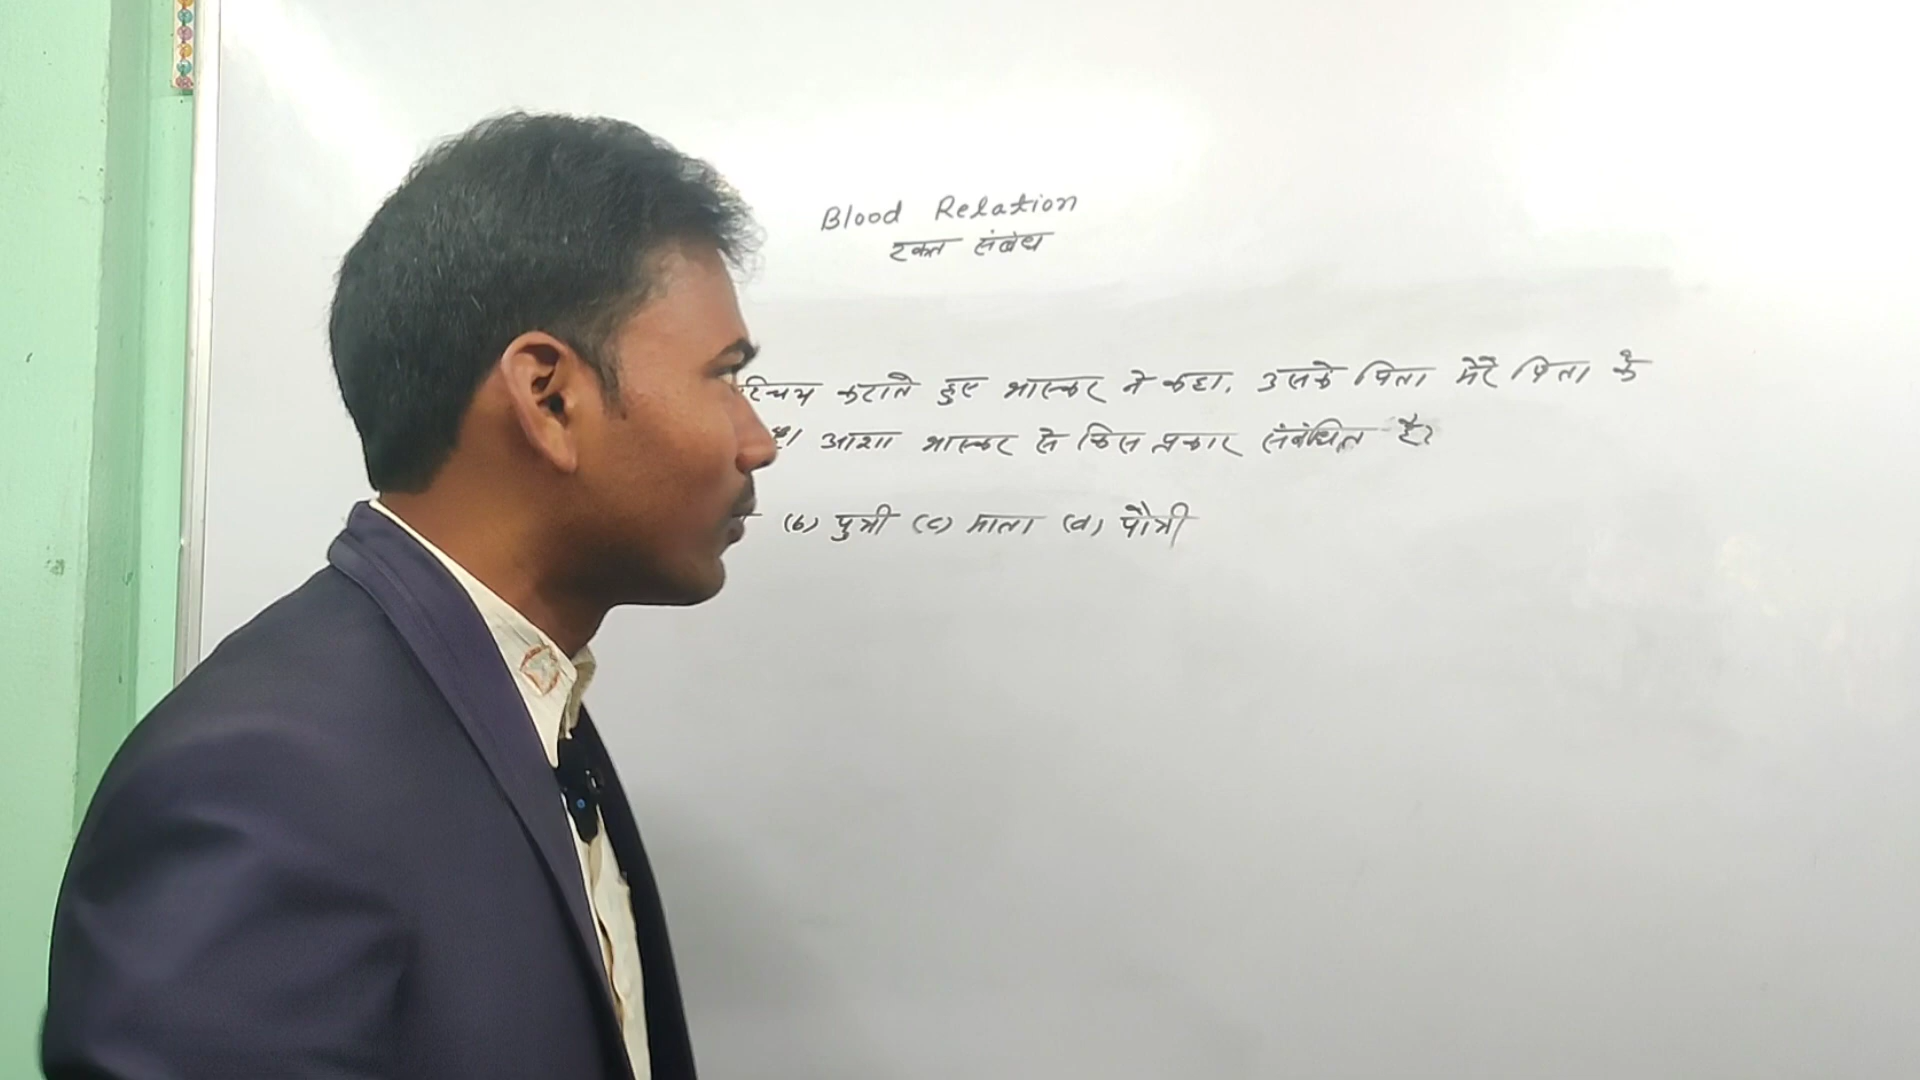 Blood Relation
रक्त संबंध
रिचय कराते हुए भास्कर ने कहा, उसके पिता मेरे पिता के
है। आशा भास्कर से किस प्रकार संबंधित है?
(b) पुत्री (c) माता (d) पौत्री